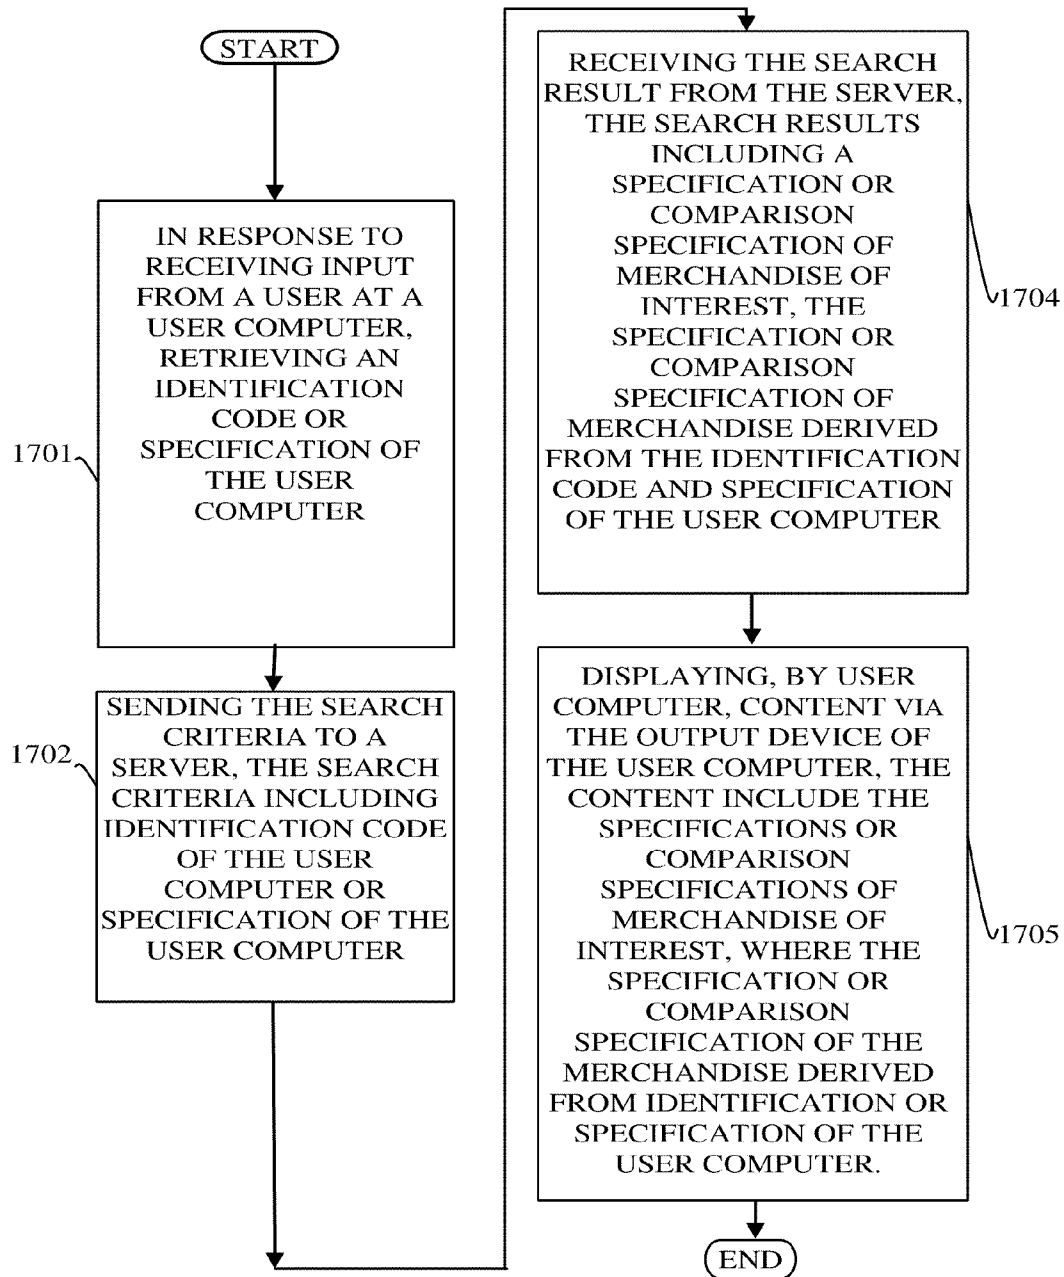 START
IN RESPONSE TO
RECEIVING INPUT
FROM A USER AT A
USER COMPUTER,
RETRIEVING AN
IDENTIFICATION
CODE OR
SPECIFICATION OF
THE USER
COMPUTER
1701
SENDING THE SEARCH
CRITERIA TO A
SERVER, THE SEARCH
CRITERIA INCLUDING
IDENTIFICATION CODE
OF THE USER
COMPUTER OR
SPECIFICATION OF THE
USER COMPUTER
1702
RECEIVING THE SEARCH
RESULT FROM THE SERVER,
THE SEARCH RESULTS
INCLUDING A
SPECIFICATION OR
COMPARISON
SPECIFICATION OF
MERCHANDISE OF
INTEREST, THE
SPECIFICATION OR
COMPARISON
SPECIFICATION OF
MERCHANDISE DERIVED
FROM THE IDENTIFICATION
CODE AND SPECIFICATION
OF THE USER COMPUTER
1704
DISPLAYING, BY USER
COMPUTER, CONTENT VIA
THE OUTPUT DEVICE OF
THE USER COMPUTER, THE
CONTENT INCLUDE THE
SPECIFICATIONS OR
COMPARISON
SPECIFICATIONS OF
MERCHANDISE OF
INTEREST, WHERE THE
SPECIFICATION OR
COMPARISON
SPECIFICATION OF THE
MERCHANDISE DERIVED
FROM IDENTIFICATION OR
SPECIFICATION OF THE
USER COMPUTER.
1705
END